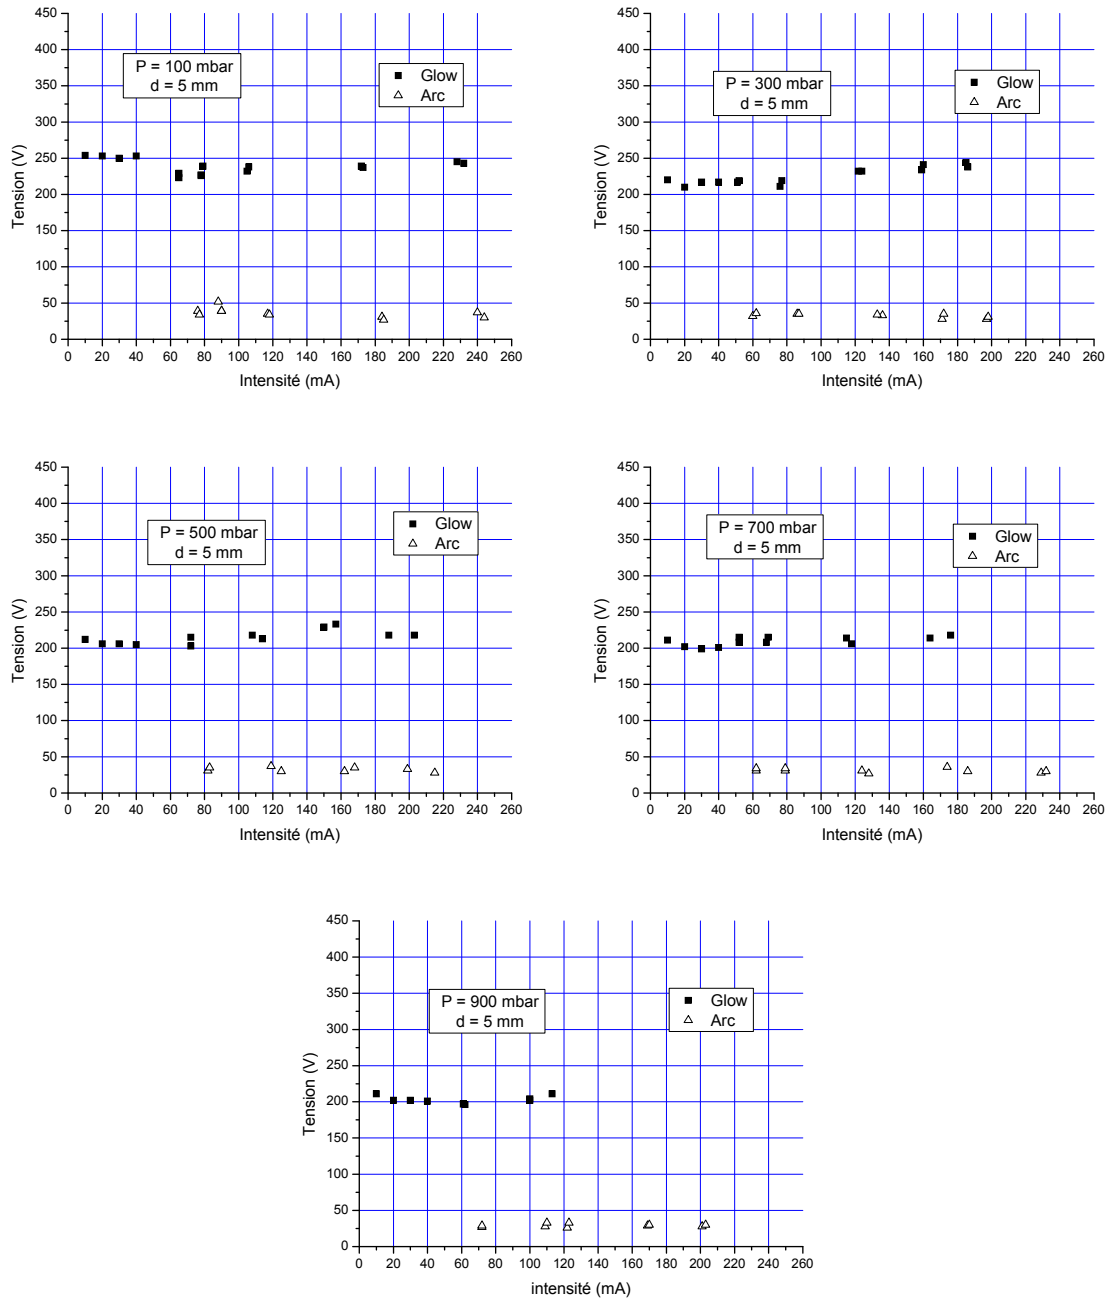 450
400
350
300
250
200
150
100
50
0
Tension (V)
P = 100 mbar
d = 5 mm
Glow
Arc
0 20 40 60 80 100 120 140 160 180 200 220 240 260
Intensité (mA)
450
400
350
300
250
200
150
100
50
0
Tension (V)
P = 300 mbar
d = 5 mm
Glow
Arc
0 20 40 60 80 100 120 140 160 180 200 220 240 260
Intensité (mA)
450
400
350
300
250
200
150
100
50
0
Tension (V)
P = 500 mbar
d = 5 mm
Glow
Arc
0 20 40 60 80 100 120 140 160 180 200 220 240 260
Intensité (mA)
450
400
350
300
250
200
150
100
50
0
Tension (V)
P = 700 mbar
d = 5 mm
Glow
Arc
0 20 40 60 80 100 120 140 160 180 200 220 240 260
Intensité (mA)
450
400
350
300
250
200
150
100
50
0
Tension (V)
P = 900 mbar
d = 5 mm
Glow
Arc
0 20 40 60 80 100 120 140 160 180 200 220 240 260
intensité (mA)